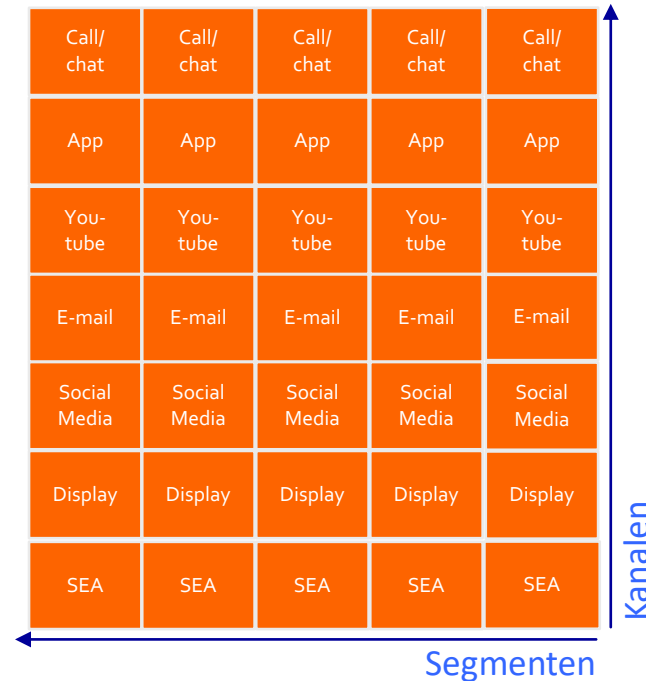 Call/ Call/ Call/ Call/ Call/
chat chat chat chat chat
App App App App App
You- You- You- You- You-
tube tube tube tube tube
E-mail E-mail E-mail E-mail E-mail
Social Social Social Social Social
Media Media Media Media Media
Display Display Display Display Display
SEA SEA SEA SEA SEA
Kanalen
Segmenten